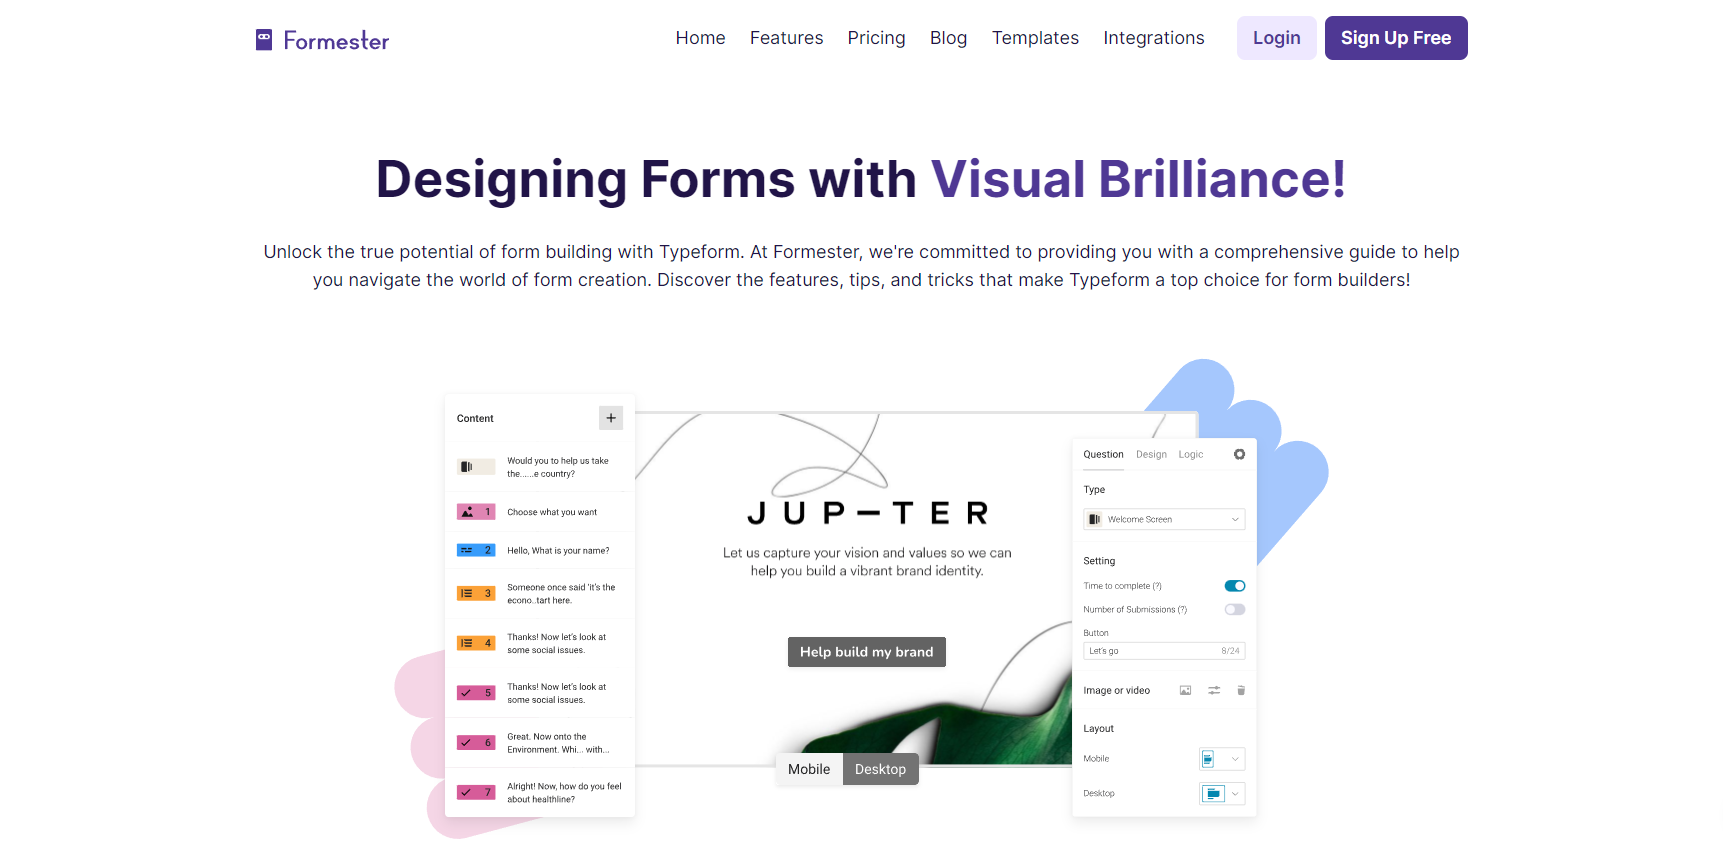 Formester
Home Features Pricing Blog Templates Integrations Login Sign Up Free
Designing Forms with Visual Brilliance!
Unlock the true potential of form building with Typeform. At Formester, we're committed to providing you with a comprehensive guide to help
you navigate the world of form creation. Discover the features, tips, and tricks that make Typeform a top choice for form builders!
Content +
Would you to help us take
the......e country?
1 Choose what you want
2 Hello, What is your name?
3 Someone once said 'it's the
econo..tart here.
4 Thanks! Now let's look at
some social issues.
5 Thanks! Now let's look at
some social issues.
6 Great. Now onto the
Environment. Whi... with...
7 Alright! Now, how do you feel
about healthline?
JUP–TER
Let us capture your vision and values so we can
help you build a vibrant brand identity.
Help build my brand
Mobile Desktop
Question Design Logic
Type
Welcome Screen
Setting
Time to complete (?)
Number of Submissions (?)
Button
Let's go 8/24
Image or video
Layout
Mobile
Desktop